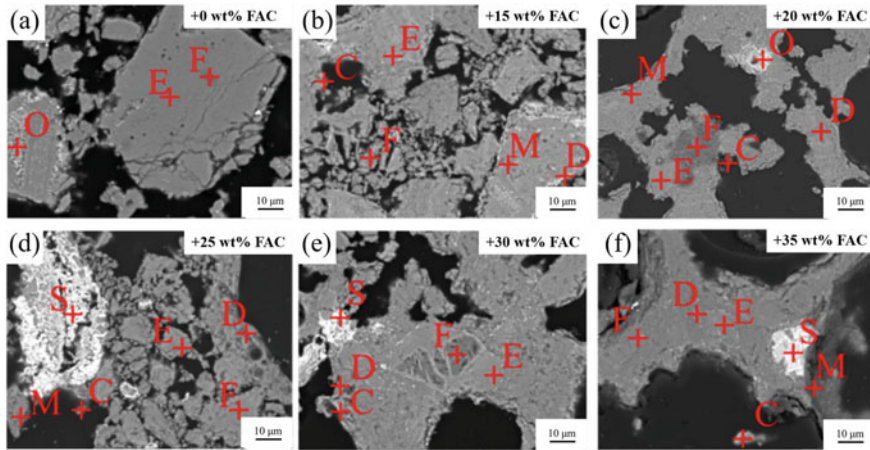 (a) +0 wt% FAC
F
E
O
10 μm
(b) +15 wt% FAC
E
C
F
M
D
10 μm
(c) +20 wt% FAC
O
M
D
F
C
E
10 μm
(d) +25 wt% FAC
S
D
E
M
C
F
10 μm
(e) +30 wt% FAC
S
F
E
D
C
10 μm
(f) +35 wt% FAC
D
E
F
S
M
C
10 μm